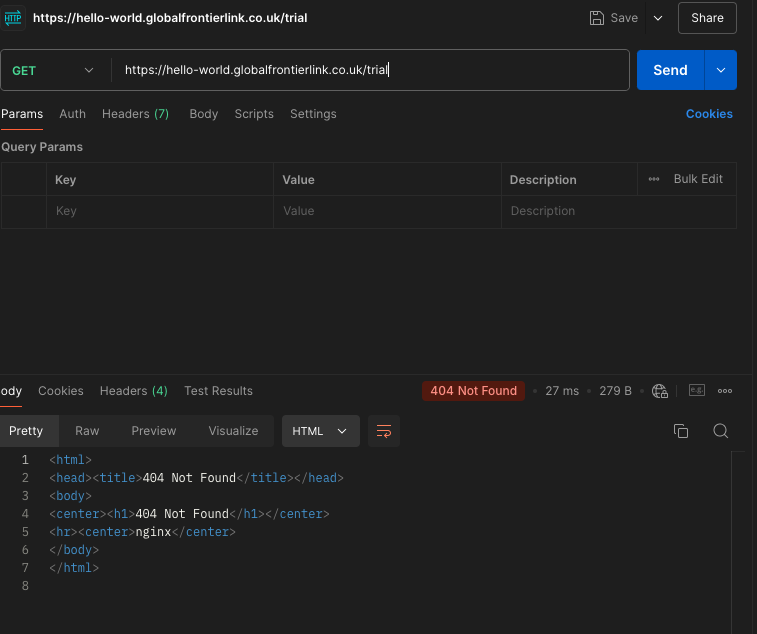 HTTP https://hello-world.globalfrontierlink.co.uk/trial Save Share
GET https://hello-world.globalfrontierlink.co.uk/trial Send
Params Auth Headers (7) Body Scripts Settings Cookies
Query Params
Key Value Description Bulk Edit
Key Value Description
ody Cookies Headers (4) Test Results 404 Not Found 27 ms 279 B
Pretty Raw Preview Visualize HTML
1 <html>
2 <head><title>404 Not Found</title></head>
3 <body>
4 <center><h1>404 Not Found</h1></center>
5 <hr><center>nginx</center>
6 </body>
7 </html>
8